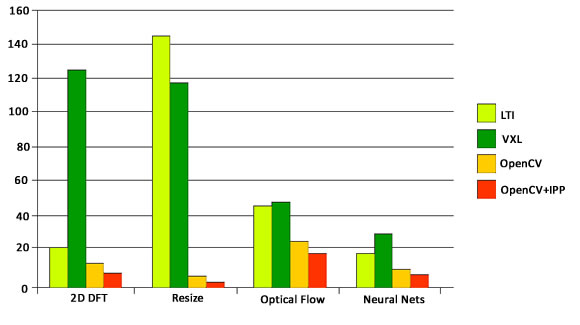 160
140
120
100
80
60
40
20
0
2D DFT
Resize
Optical Flow
Neural Nets
LTI
VXL
OpenCV
OpenCV+IPP